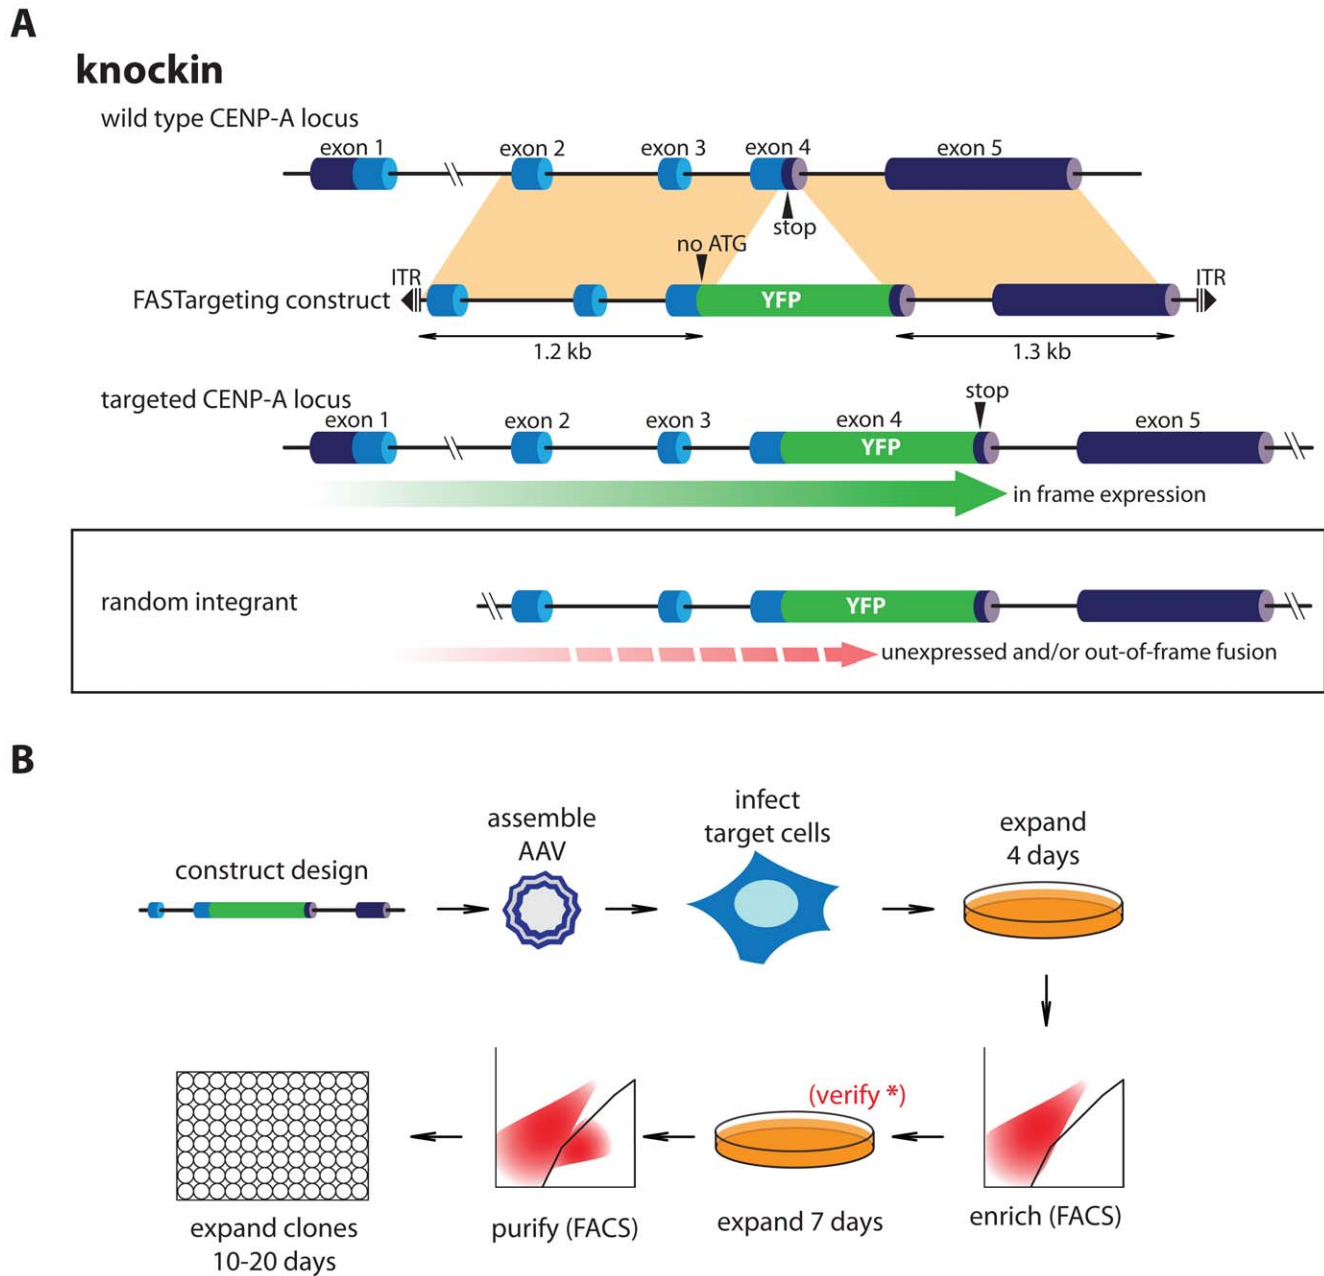 A
knockin
wild type CENP-A locus
exon 1
exon 2
exon 3
exon 4
exon 5
stop
no ATG
ITR
ITR
FASTargeting construct
YFP
1.2 kb
1.3 kb
targeted CENP-A locus
stop
exon 1
exon 2
exon 3
exon 4
exon 5
YFP
in frame expression
random integrant
YFP
unexpressed and/or out-of-frame fusion
B
construct design
assemble
AAV
infect
target cells
expand
4 days
enrich (FACS)
(verify *)
expand 7 days
purify (FACS)
expand clones
10-20 days